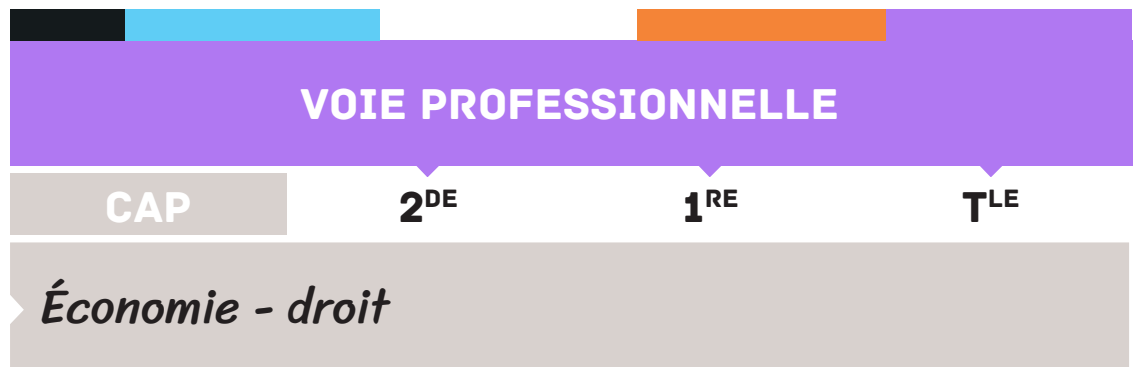 VOIE PROFESSIONNELLE
CAP 2DE 1RE TLE
Économie - droit